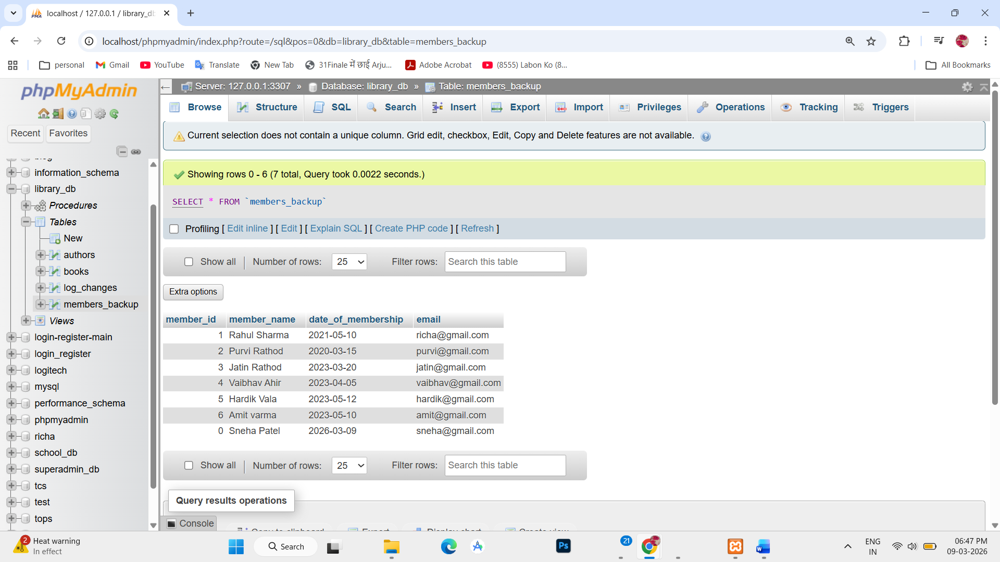 localhost / 127.0.0.1 / library_db
localhost/phpmyadmin/index.php?route=/sql&pos=0&db=library_db&table=members_backup
personal
Gmail
YouTube
Translate
New Tab
31Finale में छाई Arju...
Adobe Acrobat
(8555) Labon Ko (8...
All Bookmarks
phpMyAdmin
Recent
Favorites
information_schema
library_db
Procedures
Tables
New
authors
books
log_changes
members_backup
Views
login-register-main
login_register
logitech
mysql
performance_schema
phpmyadmin
richa
school_db
superadmin_db
tcs
test
tops
Server: 127.0.0.1:3307 » Database: library_db » Table: members_backup
Browse Structure SQL Search Insert Export Import Privileges Operations Tracking Triggers
Current selection does not contain a unique column. Grid edit, checkbox, Edit, Copy and Delete features are not available.
Showing rows 0 - 6 (7 total, Query took 0.0022 seconds.)
SELECT * FROM `members_backup`
Profiling [ Edit inline ] [ Edit ] [ Explain SQL ] [ Create PHP code ] [ Refresh ]
Show all | Number of rows: 25 Filter rows: Search this table
Extra options
member_id member_name date_of_membership email
1 Rahul Sharma 2021-05-10 richa@gmail.com
2 Purvi Rathod 2020-03-15 purvi@gmail.com
3 Jatin Rathod 2023-03-20 jatin@gmail.com
4 Vaibhav Ahir 2023-04-05 vaibhav@gmail.com
5 Hardik Vala 2023-05-12 hardik@gmail.com
6 Amit varma 2023-05-10 amit@gmail.com
0 Sneha Patel 2026-03-09 sneha@gmail.com
Show all | Number of rows: 25 Filter rows: Search this table
Query results operations
Console
Copy to clipboard Export Display chart Create view
2
Heat warning
In effect
Search
Ps
21
W
ENG
IN
06:47 PM
09-03-2026